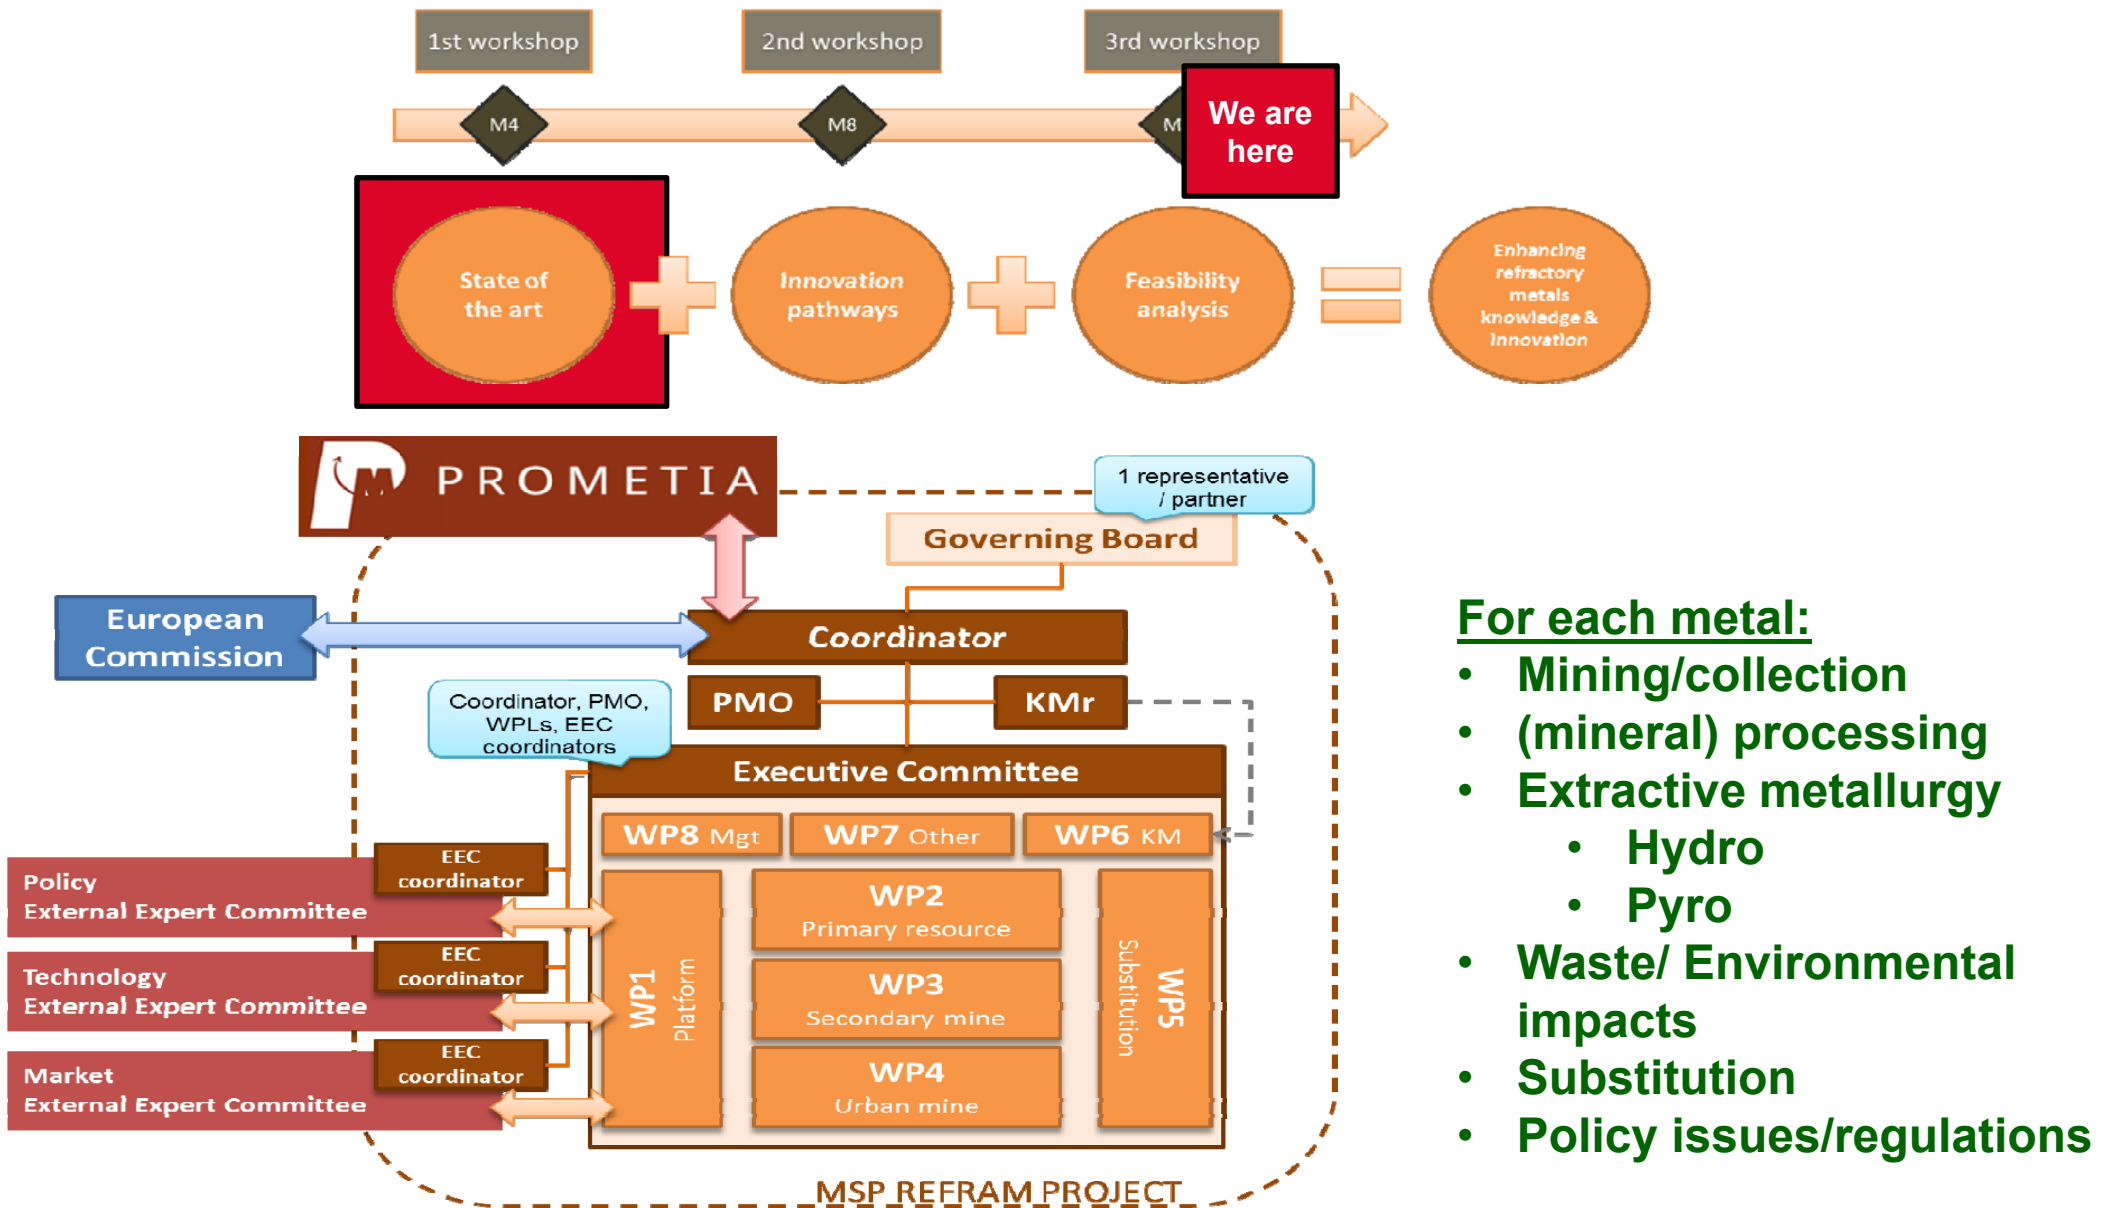 1st workshop
2nd workshop
3rd workshop
M4
M8
We are
here
State of
the art
Innovation
pathways
Feasibility
analysis
Enhancing
refractory
metals
knowledge &
innovation
PROMETIA
1 representative
/ partner
Governing Board
European
Commission
Coordinator
PMO
KMr
Coordinator, PMO,
WPLs, EEC
coordinators
Executive Committee
WP8 Mgt
WP7 Other
WP6 KM
EEC
coordinator
Policy
External Expert Committee
EEC
coordinator
Technology
External Expert Committee
EEC
coordinator
Market
External Expert Committee
WP1
Platform
WP2
Primary resource
WP3
Secondary mine
WP4
Urban mine
WP5
Substitution
MSP REFRAM PROJECT
For each metal:
• Mining/collection
• (mineral) processing
• Extractive metallurgy
• Hydro
• Pyro
• Waste/ Environmental
impacts
• Substitution
• Policy issues/regulations